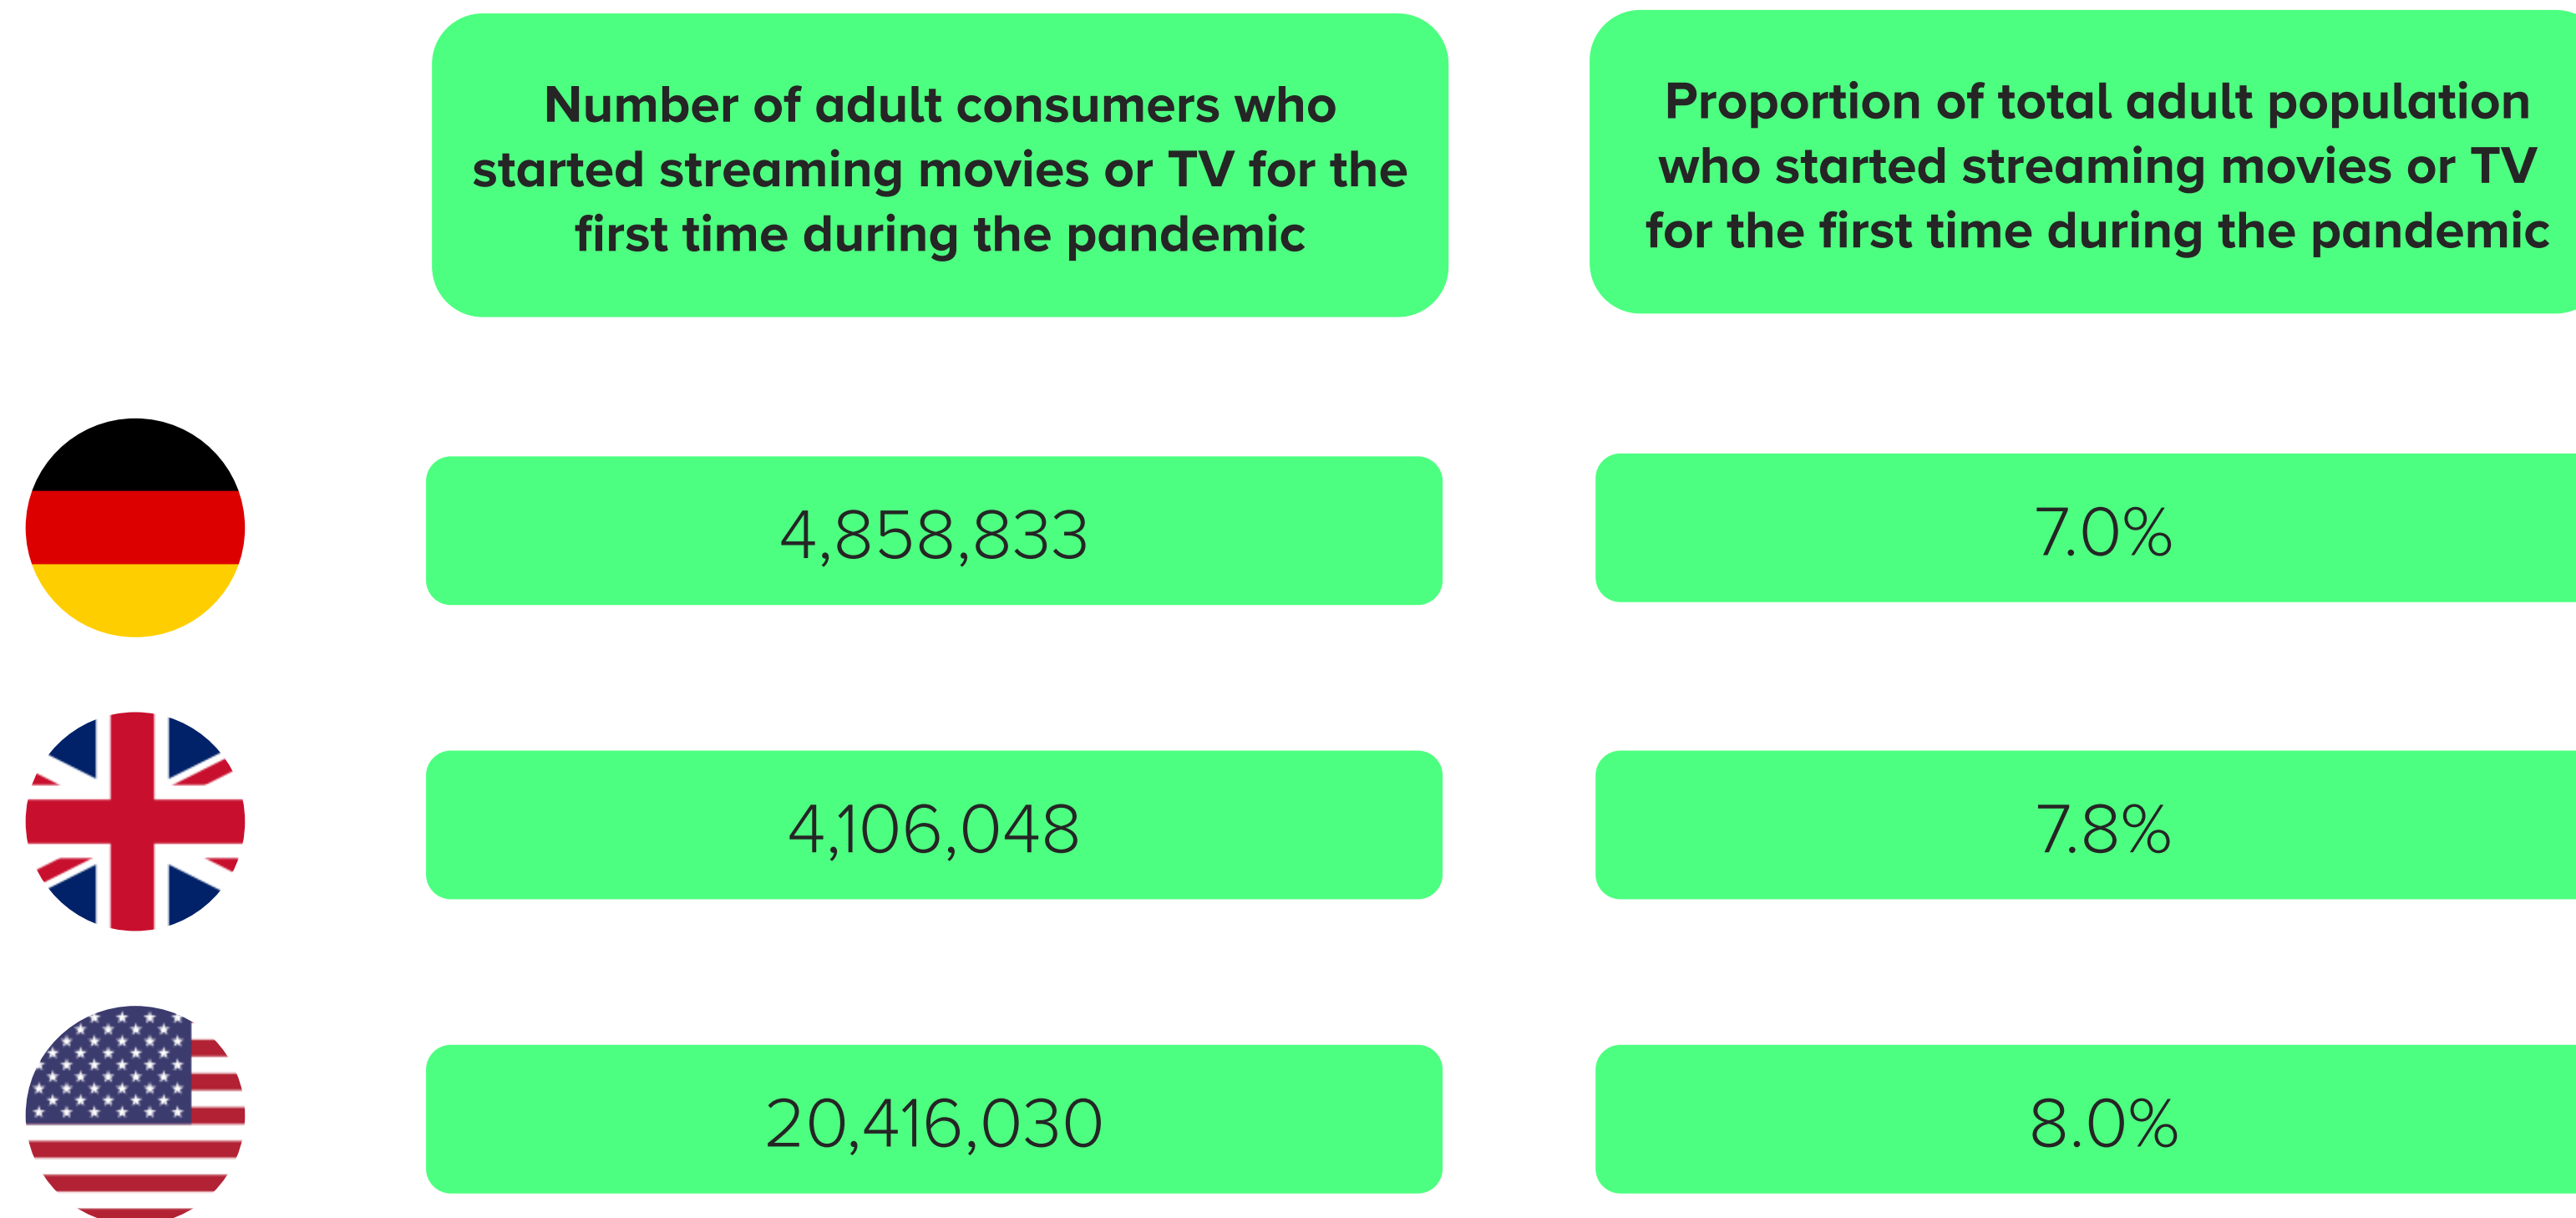 Number of adult consumers who
started streaming movies or TV for the
first time during the pandemic
Proportion of total adult population
who started streaming movies or TV
for the first time during the pandemic
4,858,833
7.0%
4,106,048
7.8%
20,416,030
8.0%